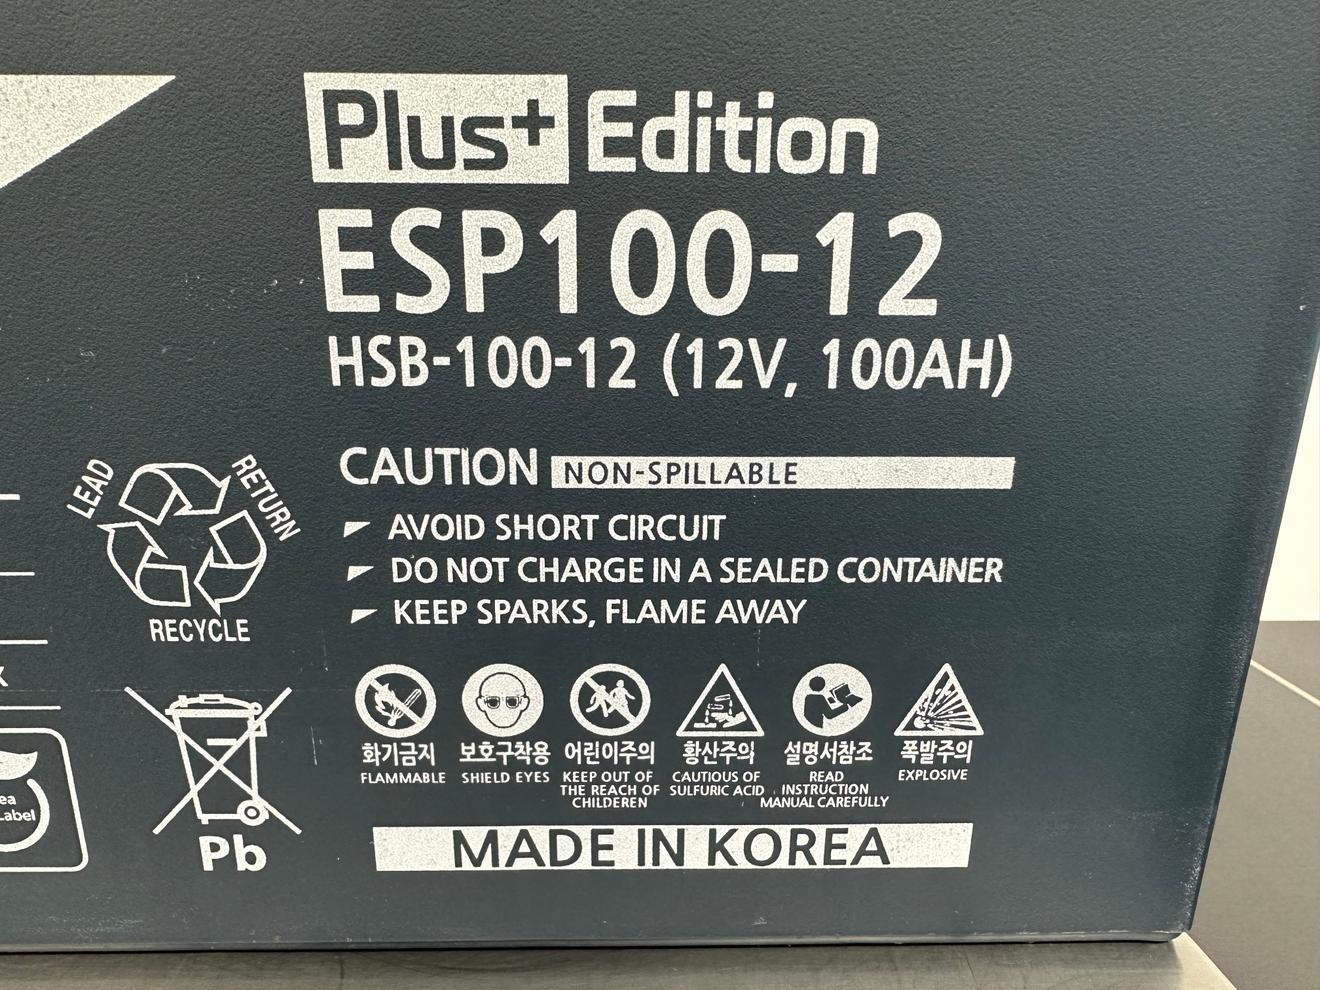 Plus+ Edition
ESP100-12
HSB-100-12 (12V, 100AH)
CAUTION NON-SPILLABLE
AVOID SHORT CIRCUIT
DO NOT CHARGE IN A SEALED CONTAINER
KEEP SPARKS, FLAME AWAY
LEAD
RETURN
RECYCLE
Pb
화기금지
FLAMMABLE
보호구착용
SHIELD EYES
어린이주의
KEEP OUT OF
THE REACH OF
CHILDEREN
황산주의
CAUTIOUS OF
SULFURIC ACID
설명서참조
READ
INSTRUCTION
MANUAL CAREFULLY
폭발주의
EXPLOSIVE
MADE IN KOREA